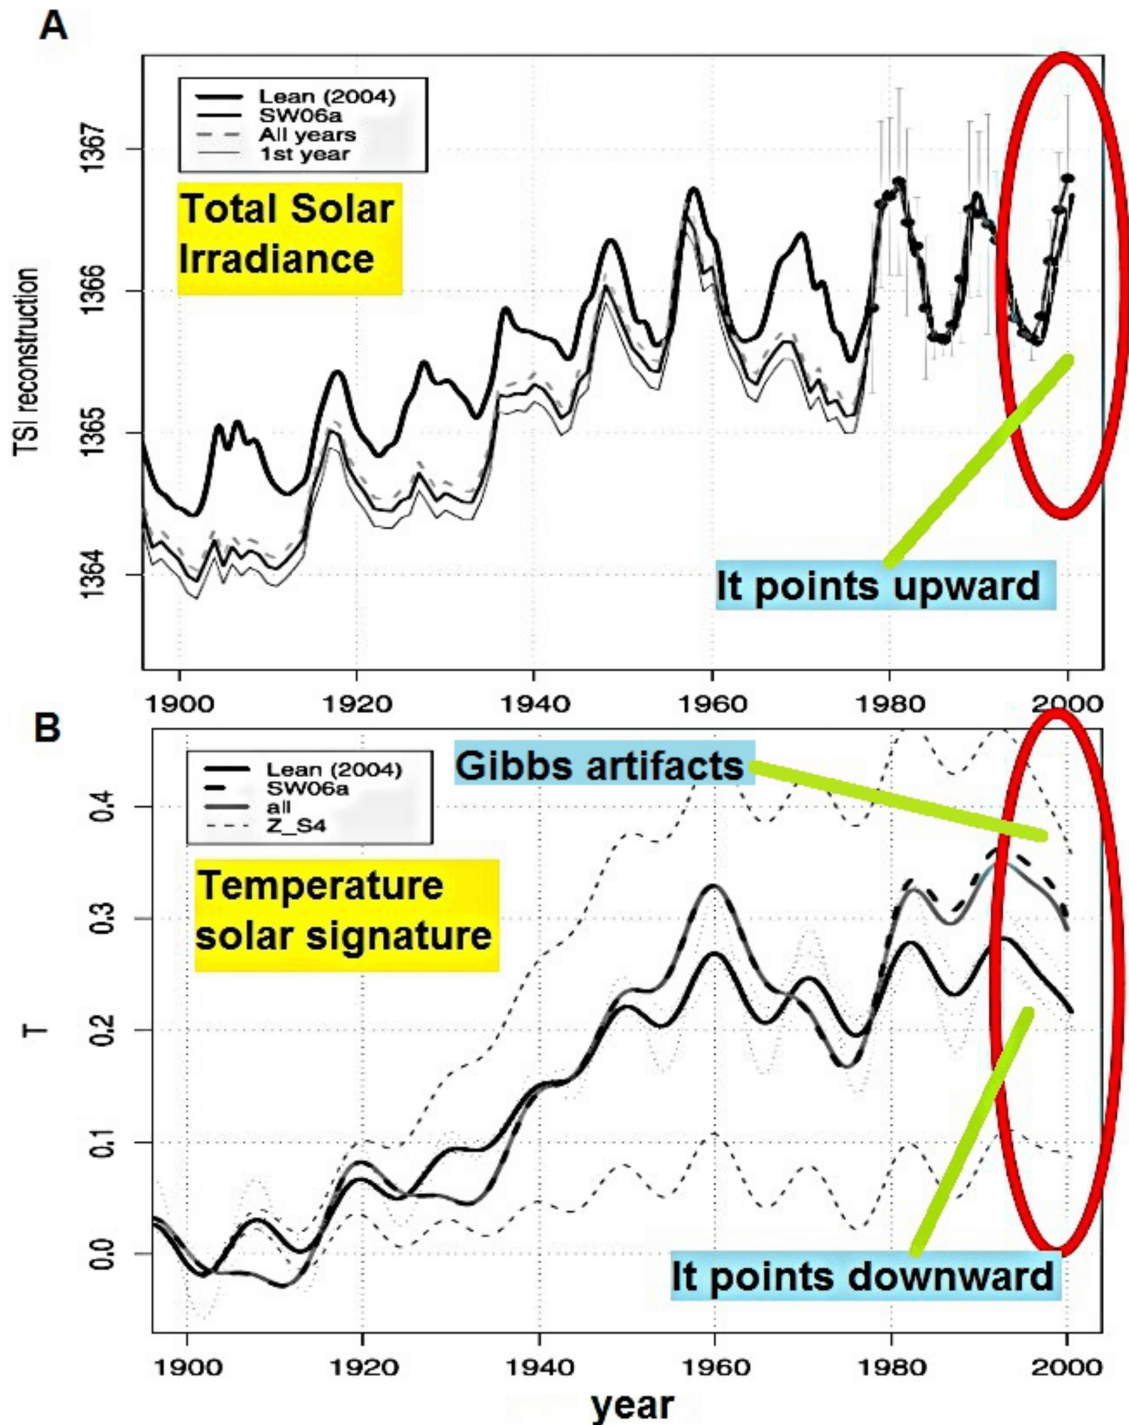 A
Lean (2004)
SW06a
All years
1st year
Total Solar
Irradiance
TSI reconstruction
1367
1366
1365
1364
It points upward
1900 1920 1940 1960 1980 2000
B
Lean (2004)
SW06a
all
Z_S4
Gibbs artifacts
Temperature
solar signature
T
0.4
0.3
0.2
0.1
0.0
It points downward
1900 1920 1940 1960 1980 2000
year